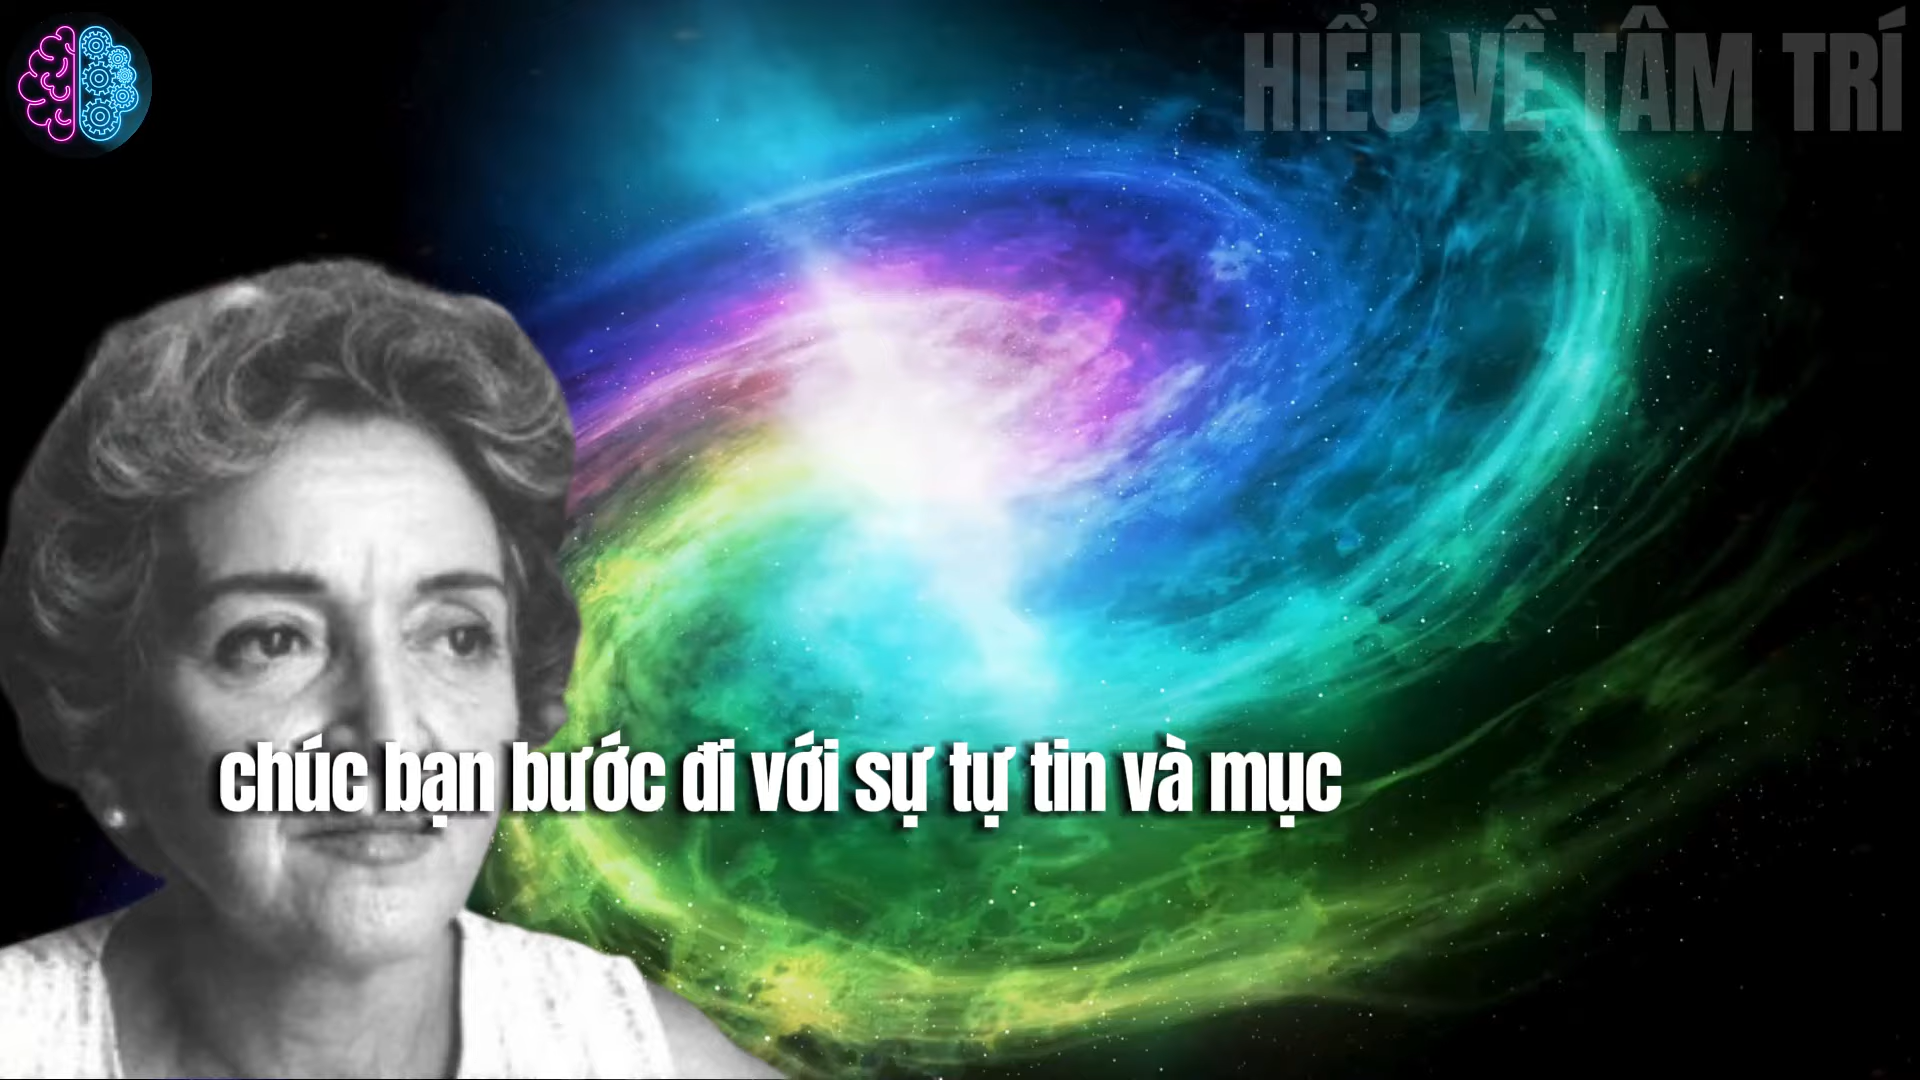 HIỂU VỀ TÂM TRÍ
chúc bạn bước đi với sự tự tin và mục